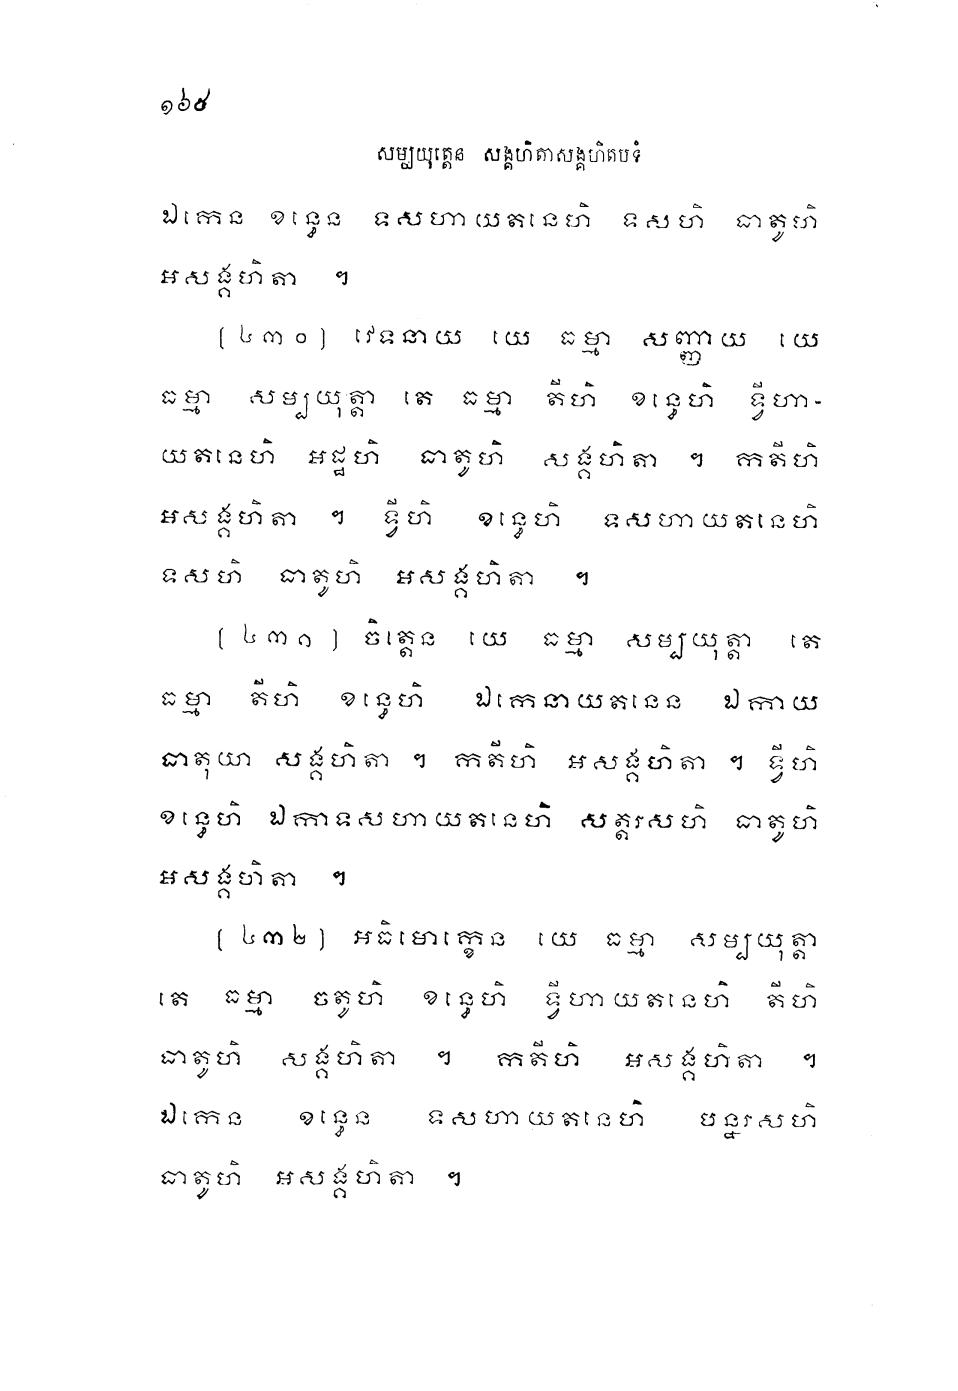 ១៦៨
សម្បយុត្តេន សង្គហិតាសង្គហិតបទំ
ឯកេន ខន្ធេន ទសហាយតនេហិ ទសហិ ធាតូហិ
អសង្គហិតា ។
(៤៣០) វេទនាយ យេ ធម្មា សញ្ញាយ យេ
ធម្មា សម្បយុត្តា តេ ធម្មា តីហិ ខន្ធេហិ ទ្វីហា-
យតនេហិ អដ្ឋហិ ធាតូហិ សង្គហិតា ។ កតីហិ
អសង្គហិតា ។ ទ្វីហិ ខន្ធេហិ ទសហាយតនេហិ
ទសហិ ធាតូហិ អសង្គហិតា ។
(៤៣១) ចិត្តេន យេ ធម្មា សម្បយុត្តា តេ
ធម្មា តីហិ ខន្ធេហិ ឯកេនាយតនេន ឯកាយ
ធាតុយា សង្គហិតា ។ កតីហិ អសង្គហិតា ។ ទ្វីហិ
ខន្ធេហិ ឯកាទសហាយតនេហិ សត្តរសហិ ធាតូហិ
អសង្គហិតា ។
(៤៣២) អធិមោក្ខេន យេ ធម្មា សម្បយុត្តា
តេ ធម្មា ចតូហិ ខន្ធេហិ ទ្វីហាយតនេហិ តីហិ
ធាតូហិ សង្គហិតា ។ កតីហិ អសង្គហិតា ។
ឯកេន ខន្ធេន ទសហាយតនេហិ បន្នរសហិ
ធាតូហិ អសង្គហិតា ។